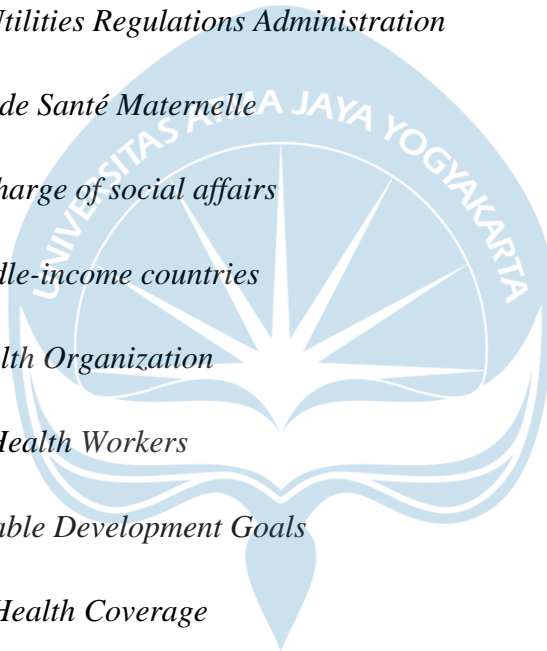 Utilities Regulations Administration
de Santé Maternelle
harge of social affairs
dle-income countries
lth Organization
Health Workers
able Development Goals
Health Coverage
UNIVERSITAS ATMA JAYA YOGYAKARTA